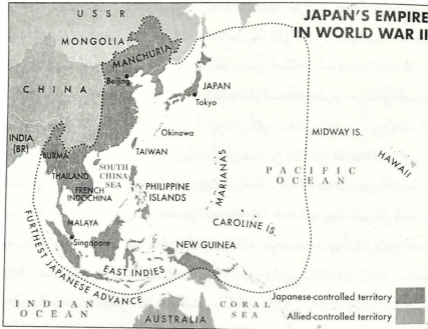 JAPAN'S EMPIRE
IN WORLD WAR II
USSR
MONGOLIA
MANCHURIA
Beijing
CHINA
JAPAN
Tokyo
Okinawa
MIDWAY IS.
HAWAII
INDIA
(BR)
BURMA
TAIWAN
THAILAND
SOUTH
CHINA
SEA
FRENCH
INDOCHINA
PHILIPPINE
ISLANDS
MARIANAS
PACIFIC
OCEAN
MALAYA
Singapore
CAROLINE IS.
NEW GUINEA
EAST INDIES
FURTHEST JAPANESE ADVANCE
INDIAN
OCEAN
AUSTRALIA
CORAL
SEA
Japanese-controlled territory
Allied-controlled territory